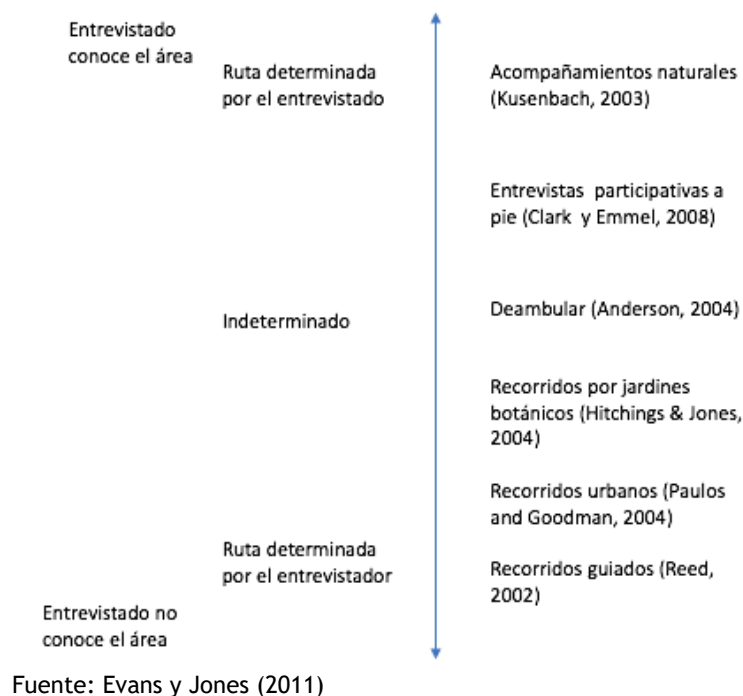 Entrevistado
conoce el área
Ruta determinada
por el entrevistado
Acompañamientos naturales
(Kusenbach, 2003)
Entrevistas participativas a
pie (Clark y Emmel, 2008)
Indeterminado
Deambular (Anderson, 2004)
Recorridos por jardines
botánicos (Hitchings & Jones,
2004)
Recorridos urbanos (Paulos
and Goodman, 2004)
Ruta determinada
por el entrevistador
Recorridos guiados (Reed,
2002)
Entrevistado no
conoce el área
Fuente: Evans y Jones (2011)